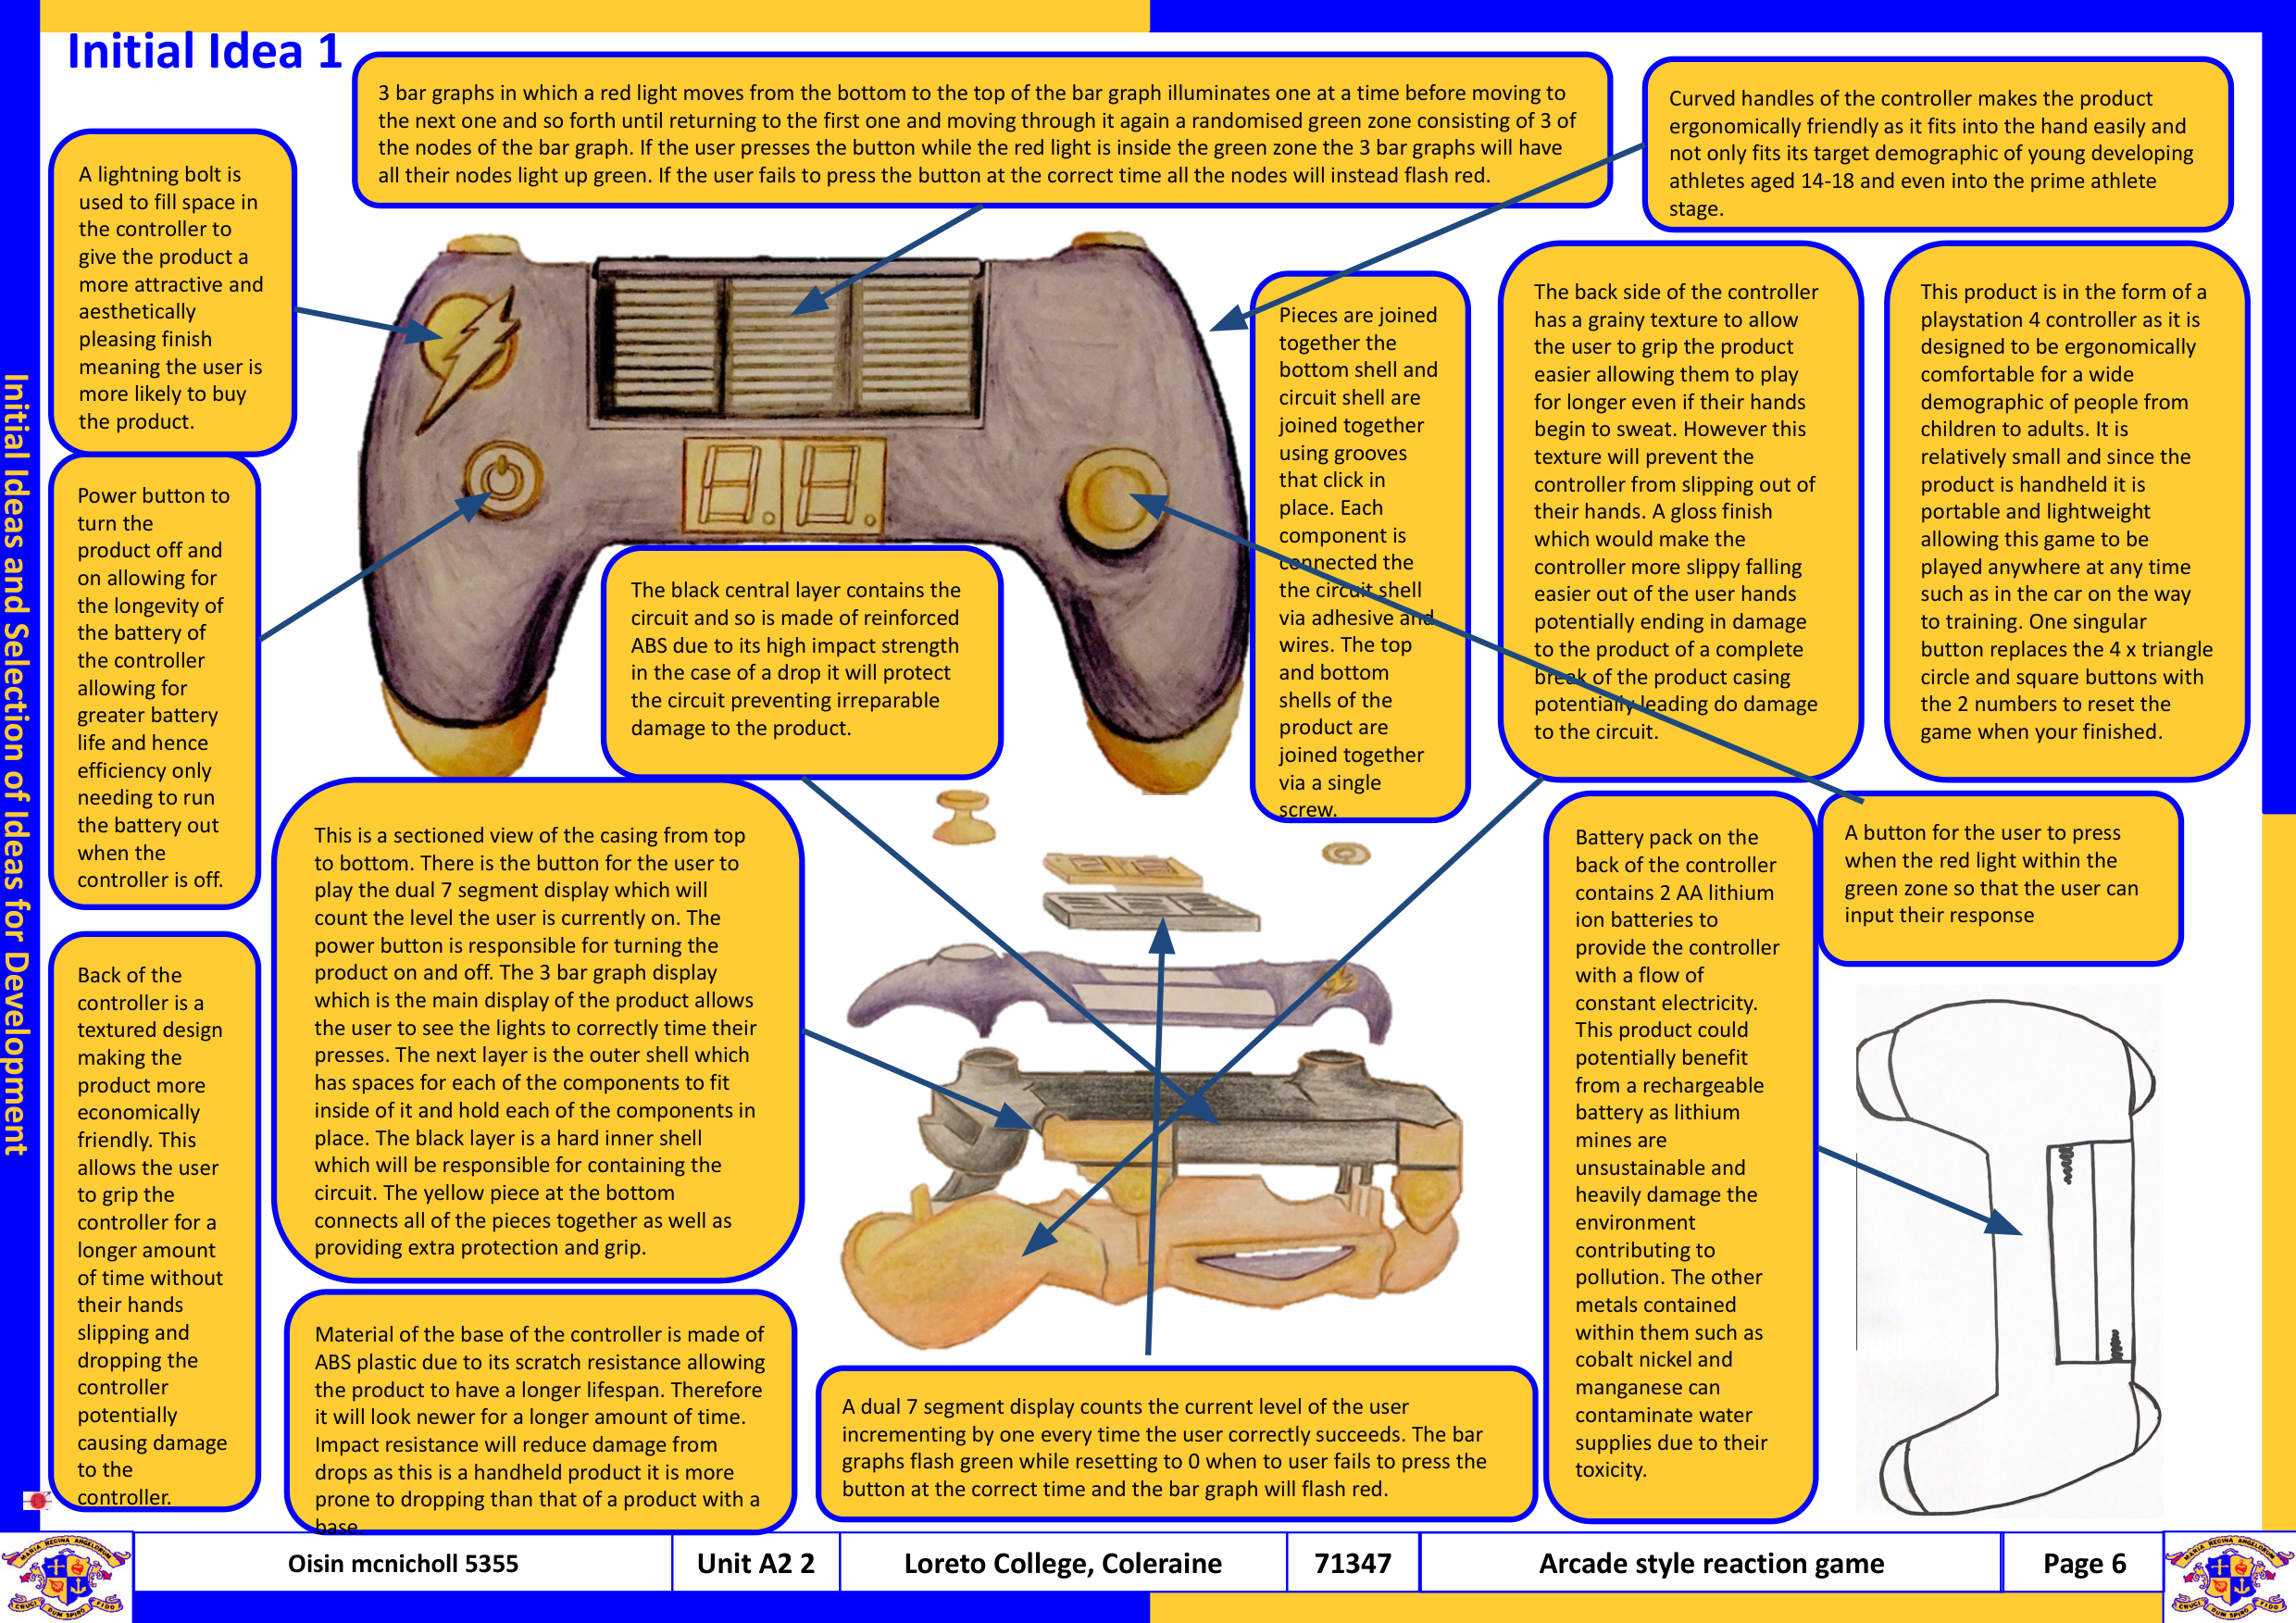 Initial Idea 1
3 bar graphs in which a red light moves from the bottom to the top of the bar graph illuminates one at a time before moving to
the next one and so forth until returning to the first one and moving through it again a randomised green zone consisting of 3 of
the nodes of the bar graph. If the user presses the button while the red light is inside the green zone the 3 bar graphs will have
all their nodes light up green. If the user fails to press the button at the correct time all the nodes will instead flash red.
Curved handles of the controller makes the product
ergonomically friendly as it fits into the hand easily and
not only fits its target demographic of young developing
athletes aged 14-18 and even into the prime athlete
stage.
A lightning bolt is
used to fill space in
the controller to
give the product a
more attractive and
aesthetically
pleasing finish
meaning the user is
more likely to buy
the product.
Pieces are joined
together the
bottom shell and
circuit shell are
joined together
using grooves
that click in
place. Each
component is
connected the
the circuit shell
via adhesive and
wires. The top
and bottom
shells of the
product are
joined together
via a single
screw.
The back side of the controller
has a grainy texture to allow
the user to grip the product
easier allowing them to play
for longer even if their hands
begin to sweat. However this
texture will prevent the
controller from slipping out of
their hands. A gloss finish
which would make the
controller more slippy falling
easier out of the user hands
potentially ending in damage
to the product of a complete
break of the product casing
potentially leading do damage
to the circuit.
This product is in the form of a
playstation 4 controller as it is
designed to be ergonomically
comfortable for a wide
demographic of people from
children to adults. It is
relatively small and since the
product is handheld it is
portable and lightweight
allowing this game to be
played anywhere at any time
such as in the car on the way
to training. One singular
button replaces the 4 x triangle
circle and square buttons with
the 2 numbers to reset the
game when your finished.
Power button to
turn the
product off and
on allowing for
the longevity of
the battery of
the controller
allowing for
greater battery
life and hence
efficiency only
needing to run
the battery out
when the
controller is off.
The black central layer contains the
circuit and so is made of reinforced
ABS due to its high impact strength
in the case of a drop it will protect
the circuit preventing irreparable
damage to the product.
This is a sectioned view of the casing from top
to bottom. There is the button for the user to
play the dual 7 segment display which will
count the level the user is currently on. The
power button is responsible for turning the
product on and off. The 3 bar graph display
which is the main display of the product allows
the user to see the lights to correctly time their
presses. The next layer is the outer shell which
has spaces for each of the components to fit
inside of it and hold each of the components in
place. The black layer is a hard inner shell
which will be responsible for containing the
circuit. The yellow piece at the bottom
connects all of the pieces together as well as
providing extra protection and grip.
Battery pack on the
back of the controller
contains 2 AA lithium
ion batteries to
provide the controller
with a flow of
constant electricity.
This product could
potentially benefit
from a rechargeable
battery as lithium
mines are
unsustainable and
heavily damage the
environment
contributing to
pollution. The other
metals contained
within them such as
cobalt nickel and
manganese can
contaminate water
supplies due to their
toxicity.
A button for the user to press
when the red light within the
green zone so that the user can
input their response
Back of the
controller is a
textured design
making the
product more
economically
friendly. This
allows the user
to grip the
controller for a
longer amount
of time without
their hands
slipping and
dropping the
controller
potentially
causing damage
to the
controller.
Material of the base of the controller is made of
ABS plastic due to its scratch resistance allowing
the product to have a longer lifespan. Therefore
it will look newer for a longer amount of time.
Impact resistance will reduce damage from
drops as this is a handheld product it is more
prone to dropping than that of a product with a
base.
A dual 7 segment display counts the current level of the user
incrementing by one every time the user correctly succeeds. The bar
graphs flash green while resetting to 0 when to user fails to press the
button at the correct time and the bar graph will flash red.
Initial Ideas and Selection of Ideas for Development
MARIA REGINA ANGELORUM
CRUCI DUM SPIRO FIDO
Oisin mcnicholl 5355
Unit A2 2
Loreto College, Coleraine
71347
Arcade style reaction game
Page 6
MARIA REGINA ANGELORUM
CRUCI DUM SPIRO FIDO